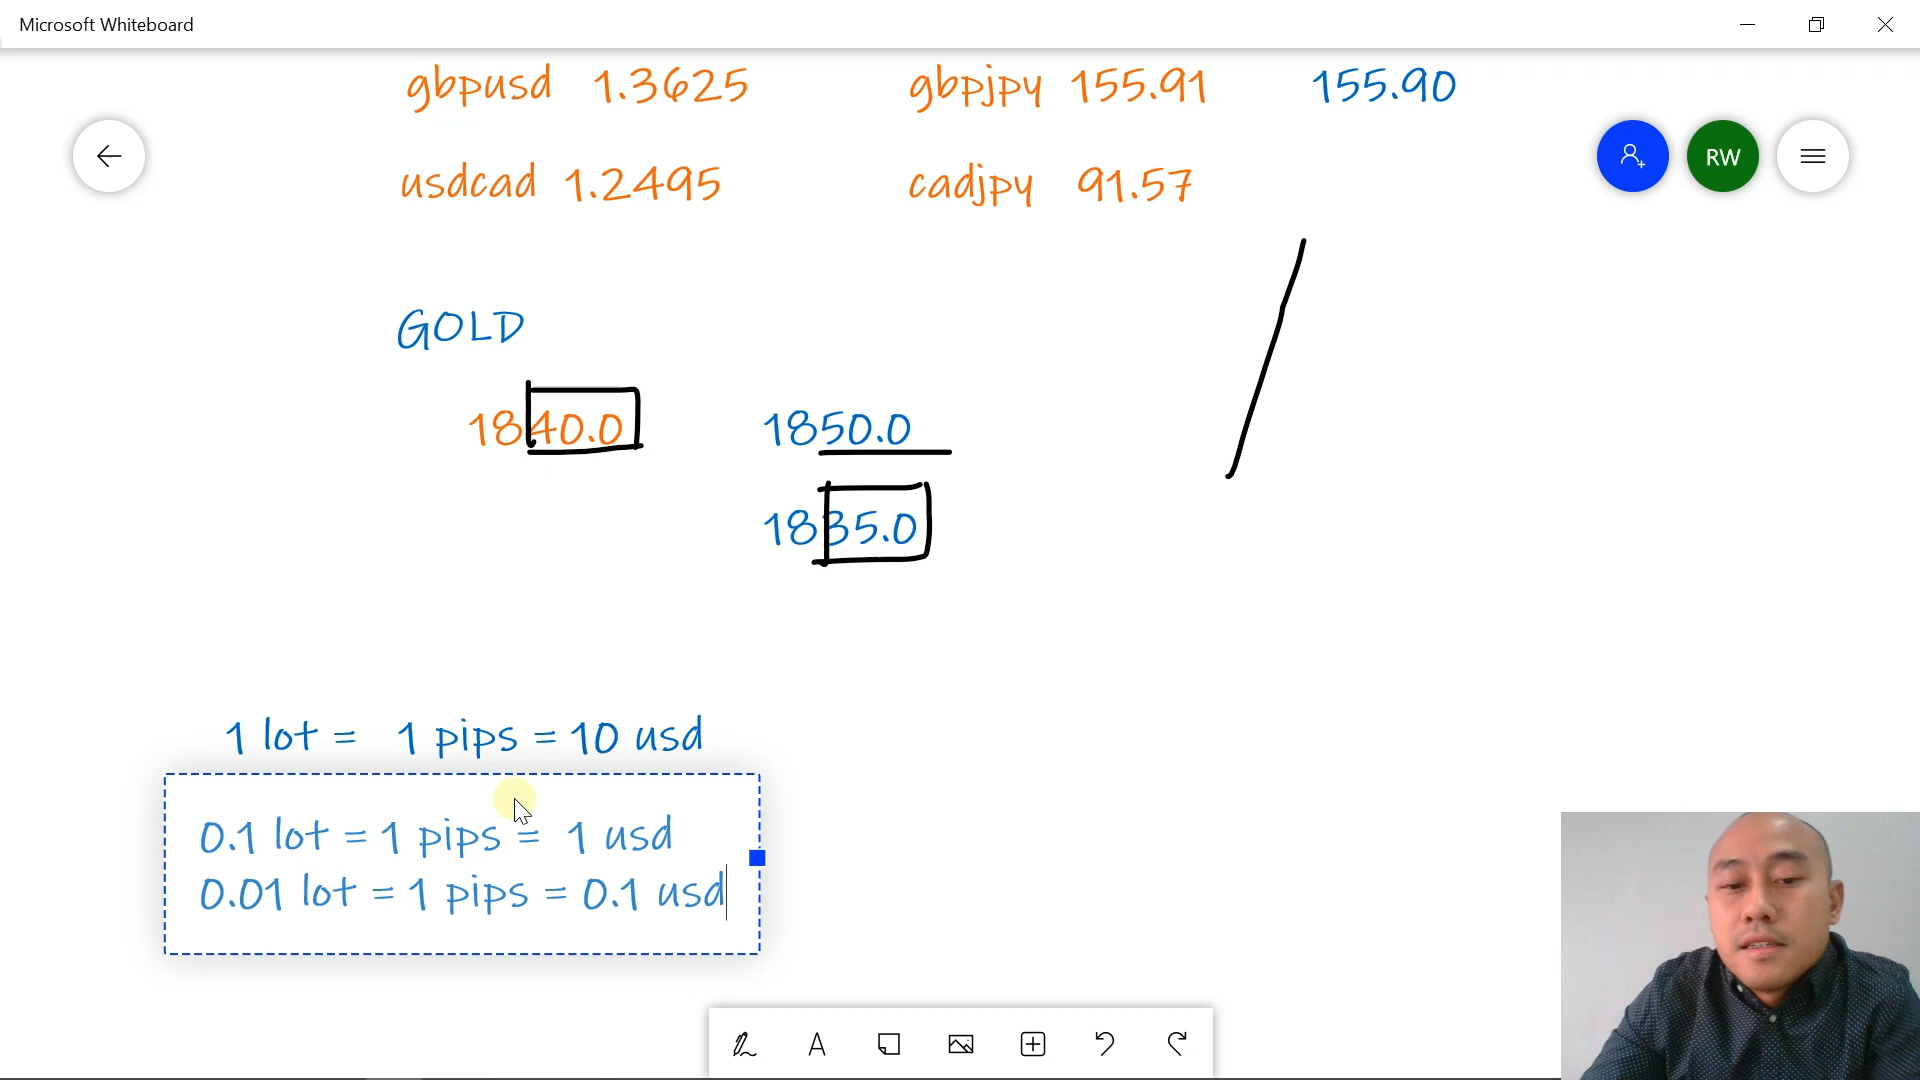 Microsoft Whiteboard
gbpusd 1.3625 gbpjpy 155.91 155.90
RW
usdcad 1.2495 cadjpy 91.57
GOLD
1840.0 1850.0
1835.0
1 lot = 1 pips = 10 usd
0.1 lot = 1 pips = 1 usd
0.01 lot = 1 pips = 0.1 usd
A